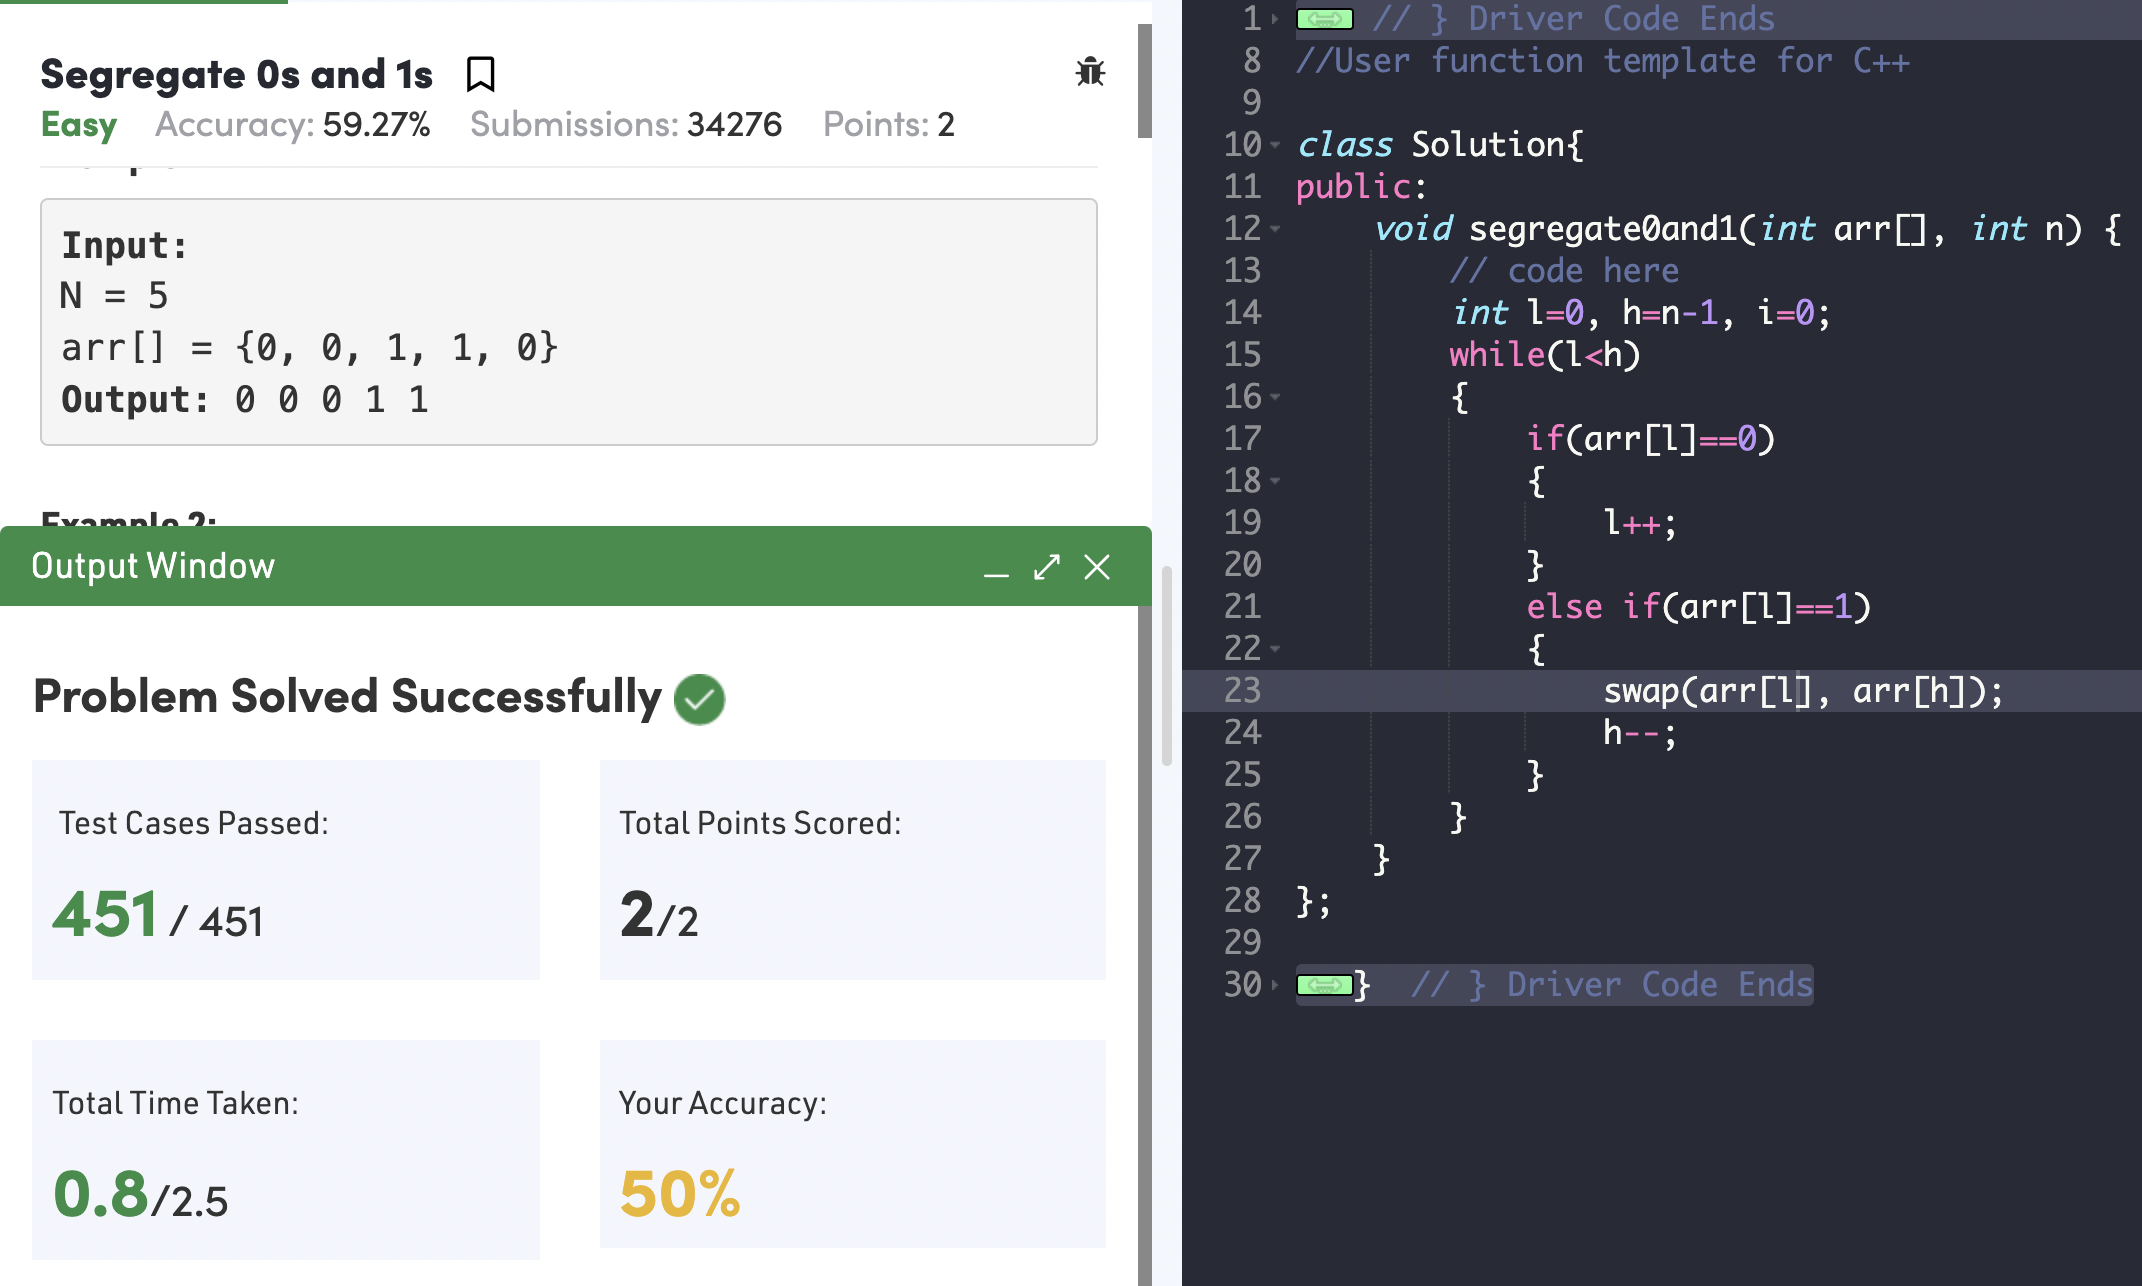 Segregate 0s and 1s
Easy Accuracy: 59.27% Submissions: 34276 Points: 2
Input:
N = 5
arr[] = {0, 0, 1, 1, 0}
Output: 0 0 0 1 1
Example 2:
Output Window
Problem Solved Successfully
Test Cases Passed:
451 / 451
Total Points Scored:
2/2
Total Time Taken:
0.8/2.5
Your Accuracy:
50%
1 // } Driver Code Ends
8 //User function template for C++
9
10 class Solution{
11 public:
12 void segregate0and1(int arr[], int n) {
13 // code here
14 int l=0, h=n-1, i=0;
15 while(l<h)
16 {
17 if(arr[l]==0)
18 {
19 l++;
20 }
21 else if(arr[l]==1)
22 {
23 swap(arr[l], arr[h]);
24 h--;
25 }
26 }
27 }
28 };
29
30 } // } Driver Code Ends